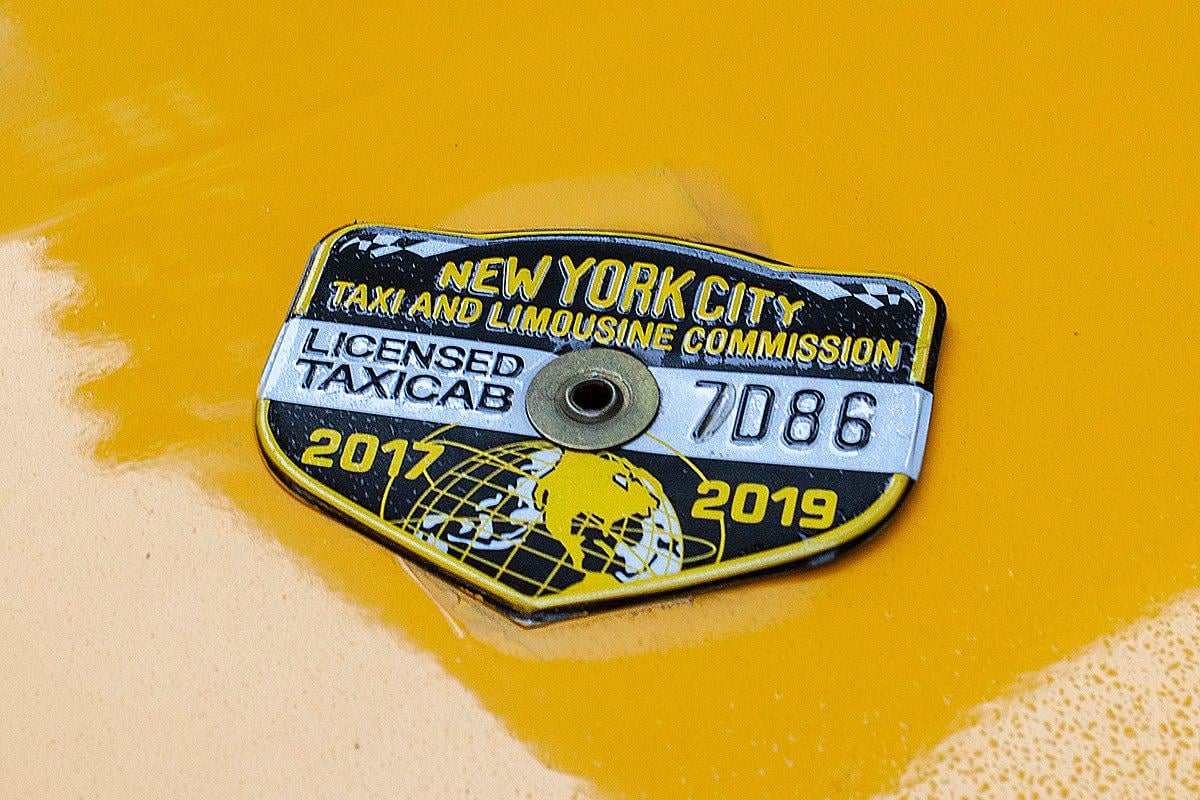 NEW YORK CITY
TAXI AND LIMOUSINE COMMISSION
LICENSED
TAXICAB
7D86
2017
2019